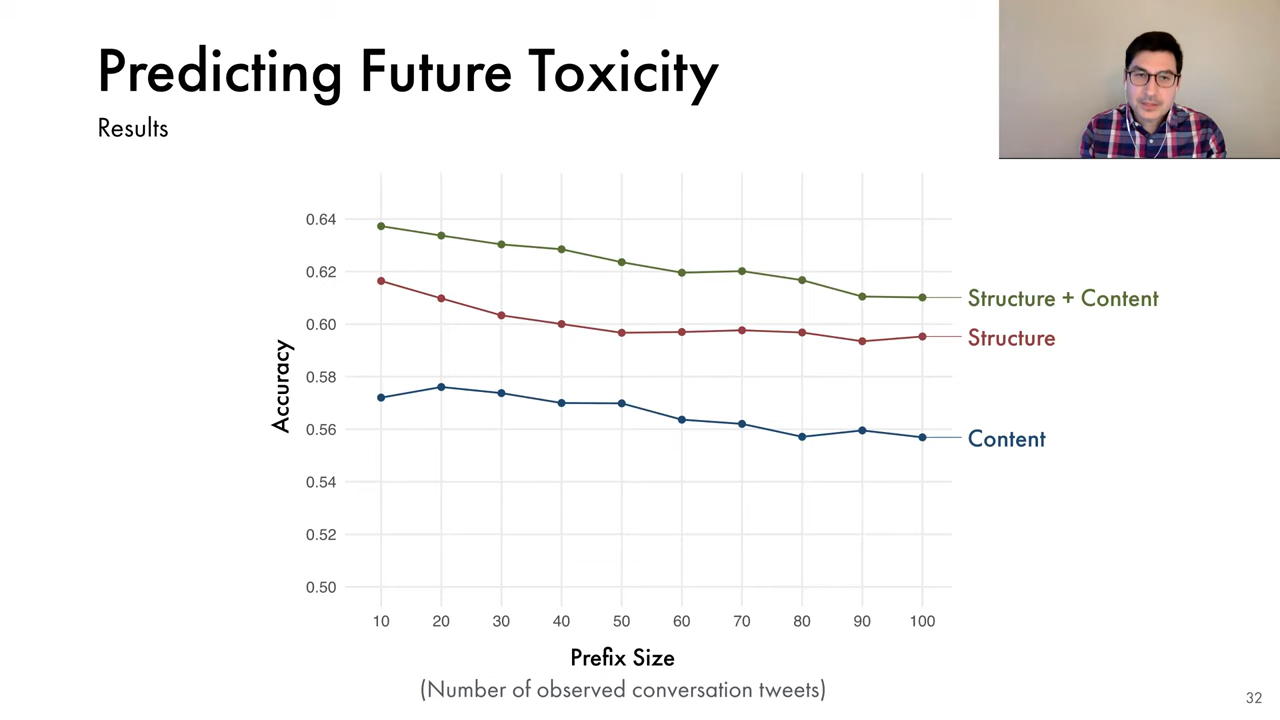 Predicting Future Toxicity
Results
0.64
0.62
0.60
0.58
0.56
0.54
0.52
0.50
Accuracy
Structure + Content
Structure
Content
10 20 30 40 50 60 70 80 90 100
Prefix Size
(Number of observed conversation tweets)
32